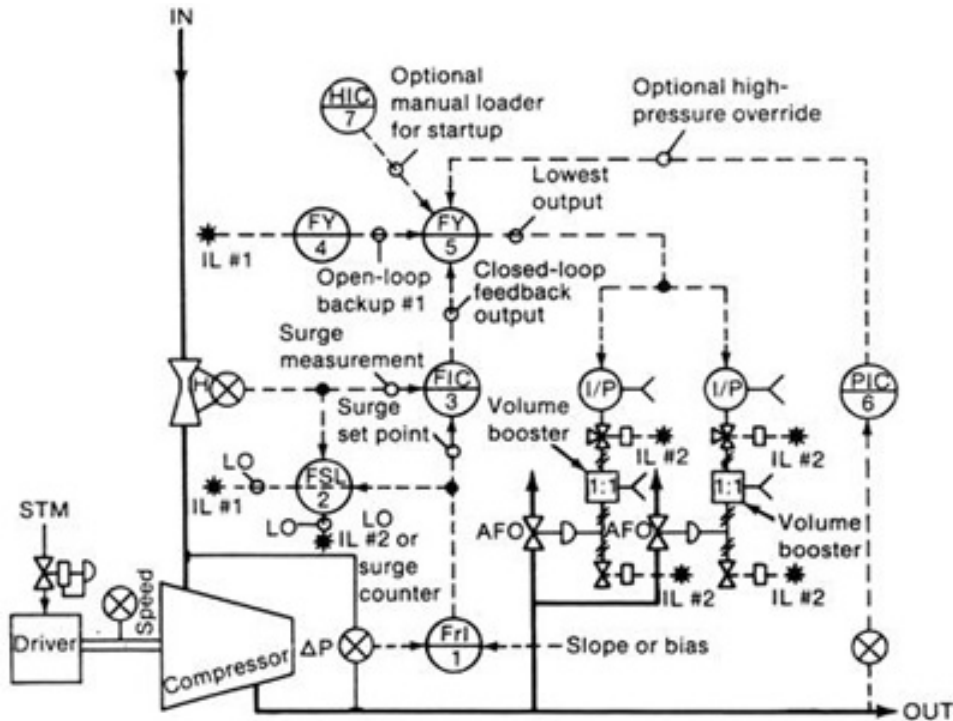 IN
HIC
7
Optional
manual loader
for startup
Optional high-
pressure override
Lowest
output
FY
4
FY
5
IL #1
Open-loop
backup #1
Closed-loop
feedback
output
Surge
measurement
H
FIC
3
I/P
I/P
PIC
6
Surge
set point
Volume
booster
IL #2
IL #2
LO
FSL
2
IL #1
1:1
1:1
STM
LO
LO
IL #2 or
surge
counter
AFO
AFO
Volume
booster
Speed
IL #2
IL #2
Driver
Compressor
ΔP
FrI
1
Slope or bias
OUT